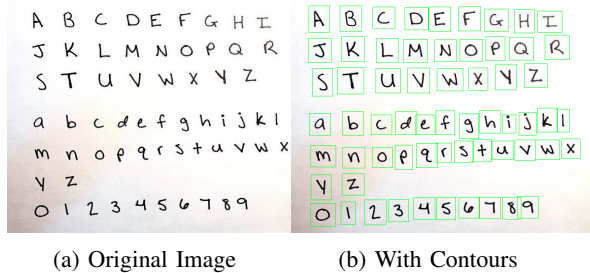 A B C D E F G H I
J K L M N O P Q R
S T U V W X Y Z
a b c d e f g h i j k l
m n o p q r s t u v w x
y z
0 1 2 3 4 5 6 7 8 9
(a) Original Image
A B C D E F G H I
J K L M N O P Q R
S T U V W X Y Z
a b c d e f g h i j k l
m n o p q r s t u v w x
y z
0 1 2 3 4 5 6 7 8 9
(b) With Contours